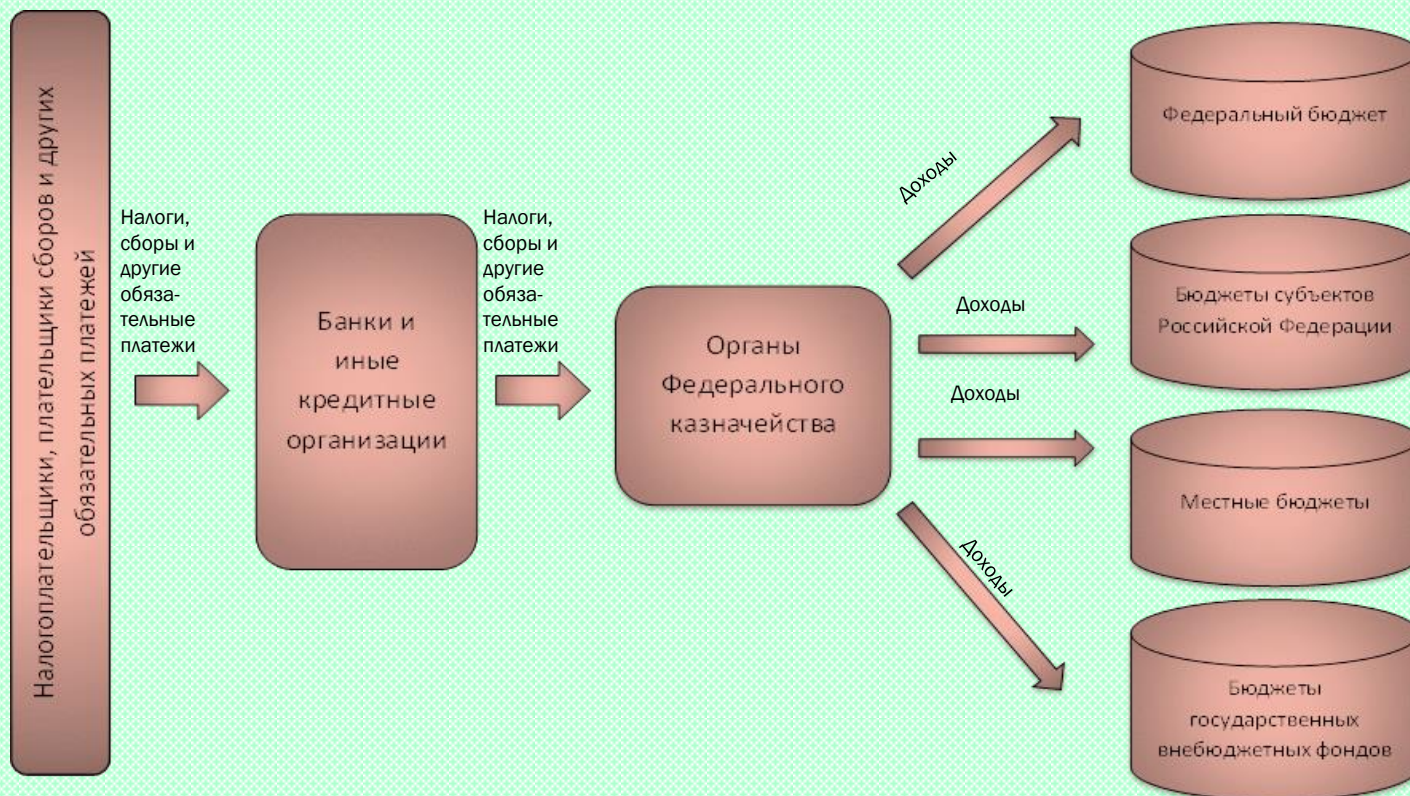 Налогоплательщики, плательщики сборов и других
обязательных платежей
Налоги,
сборы и
другие
обяза-
тельные
платежи
Банки и
иные
кредитные
организации
Налоги,
сборы и
другие
обяза-
тельные
платежи
Органы
Федерального
казначейства
Доходы
Доходы
Доходы
Доходы
Федеральный бюджет
Бюджеты субъектов
Российской Федерации
Местные бюджеты
Бюджеты
государственных
внебюджетных фондов